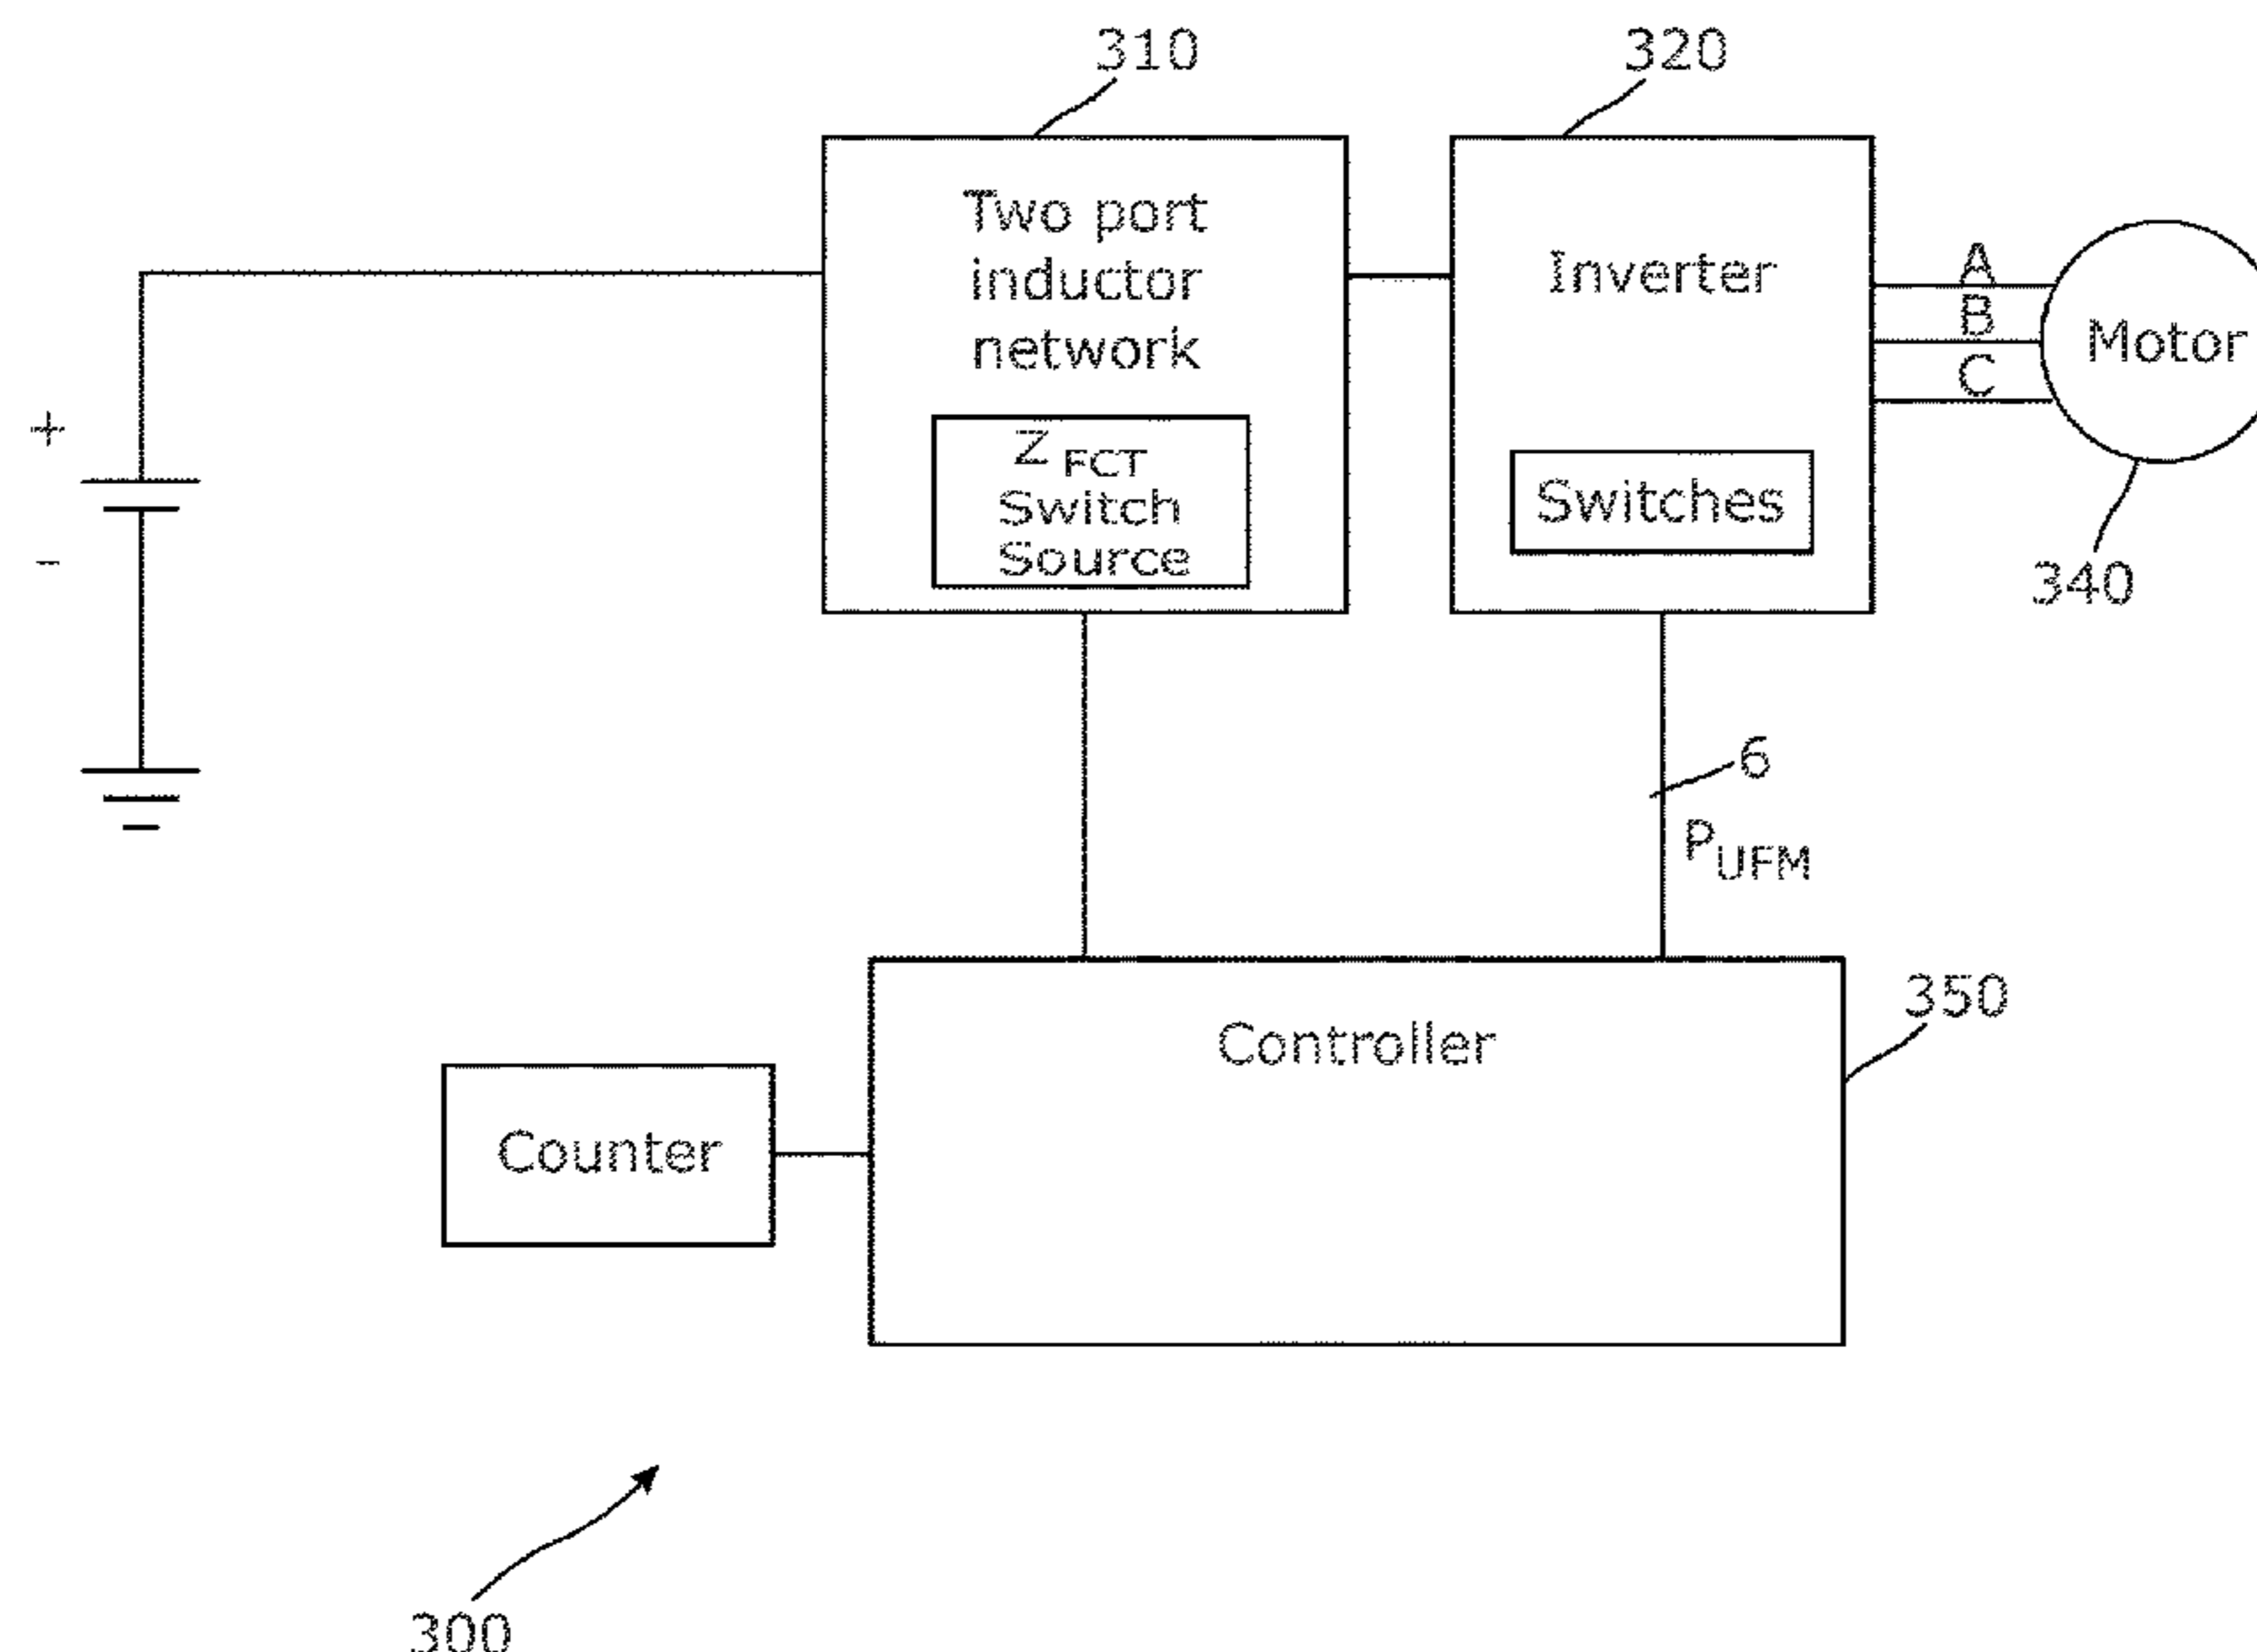 310
320
Two port
inductor
network
Z FCT
Switch
Source
Inverter
Switches
A
B
C
Motor
340
+
-
6
PUFM
350
Controller
Counter
300